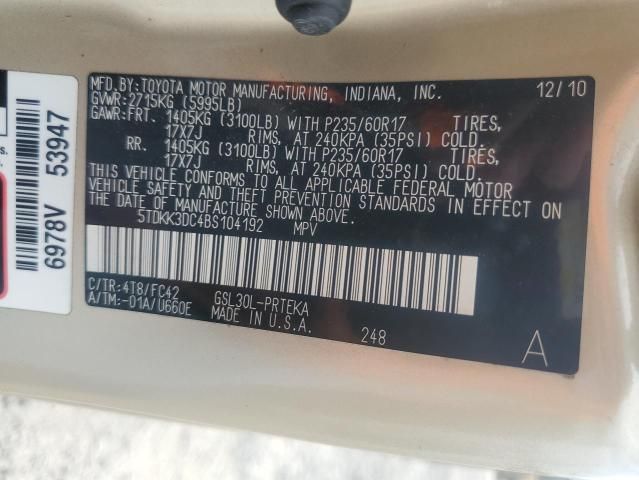 MFD.BY:TOYOTA MOTOR MANUFACTURING, INDIANA, INC. 12/10
GVWR:2715KG (5995LB)
GAWR:FRT. 1405KG (3100LB) WITH P235/60R17 TIRES,
17X7J RIMS, AT 240KPA (35PSI) COLD.
RR. 1405KG (3100LB) WITH P235/60R17 TIRES,
17X7J RIMS, AT 240KPA (35PSI) COLD.
THIS VEHICLE CONFORMS TO ALL APPLICABLE FEDERAL MOTOR
VEHICLE SAFETY AND THEFT PREVENTION STANDARDS IN EFFECT ON
THE DATE OF MANUFACTURE SHOWN ABOVE.
5TDKK3DC4BS104192 MPV
C/TR:4T8/FC42
A/TM:-01A/U660E
GSL30L-PRTEKA
MADE IN U.S.A.
248
A
6978V 53947
s.